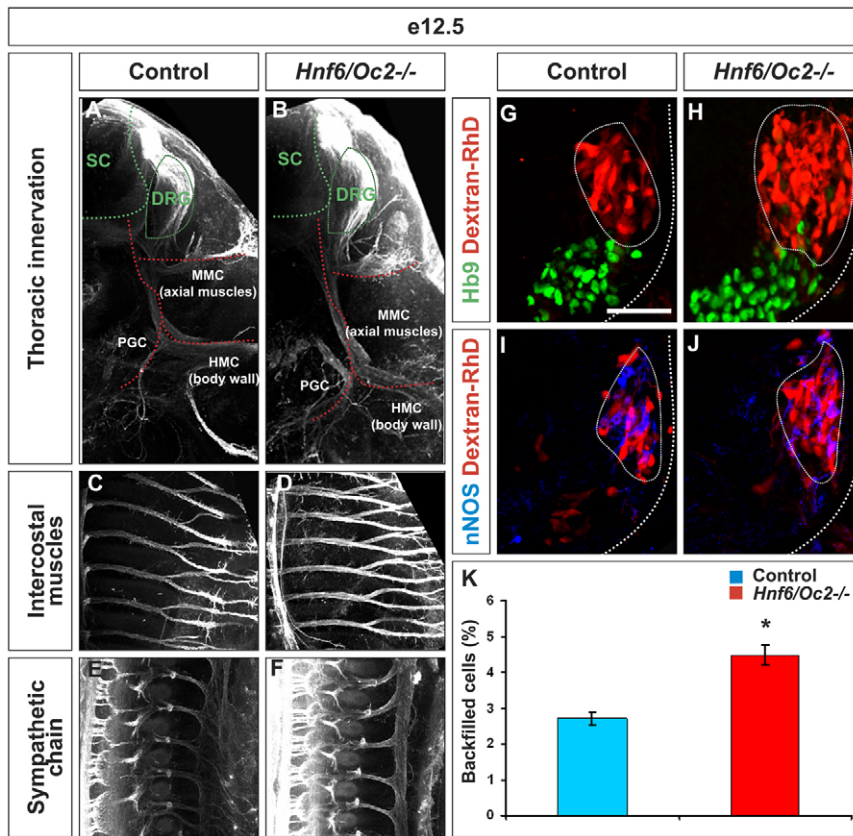 e12.5
Control
Hnf6/Oc2-/-
Control
Hnf6/Oc2-/-
Thoracic innervation
A
SC
DRG
MMC
(axial muscles)
PGC
HMC
(body wall)
B
SC
DRG
MMC
(axial muscles)
PGC
HMC
(body wall)
Intercostal
muscles
C
D
Sympathetic
chain
E
F
Hb9 Dextran-RhD
G
H
nNOS Dextran-RhD
I
J
K
Control
Hnf6/Oc2-/-
Backfilled cells (%)
6
5
4
3
2
1
0
*